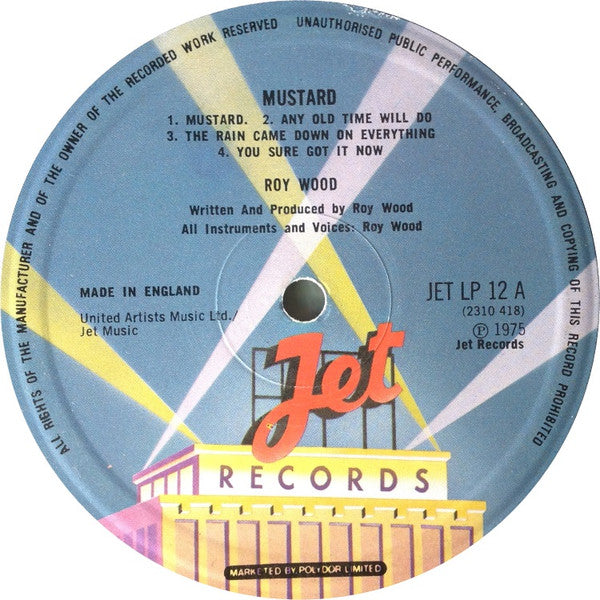 ALL RIGHTS OF THE MANUFACTURER AND OF THE OWNER OF THE RECORDED WORK RESERVED UNAUTHORISED PUBLIC PERFORMANCE, BROADCASTING AND COPYING OF THIS RECORD PROHIBITED
MUSTARD
1. MUSTARD. 2. ANY OLD TIME WILL DO
3. THE RAIN CAME DOWN ON EVERYTHING
4. YOU SURE GOT IT NOW
ROY WOOD
Written And Produced by Roy Wood
All Instruments and Voices: Roy Wood
MADE IN ENGLAND
United Artists Music Ltd.,
Jet Music
JET LP 12 A
(2310 418)
℗ 1975
Jet Records
Jet
RECORDS
MARKETED BY POLYDOR LIMITED